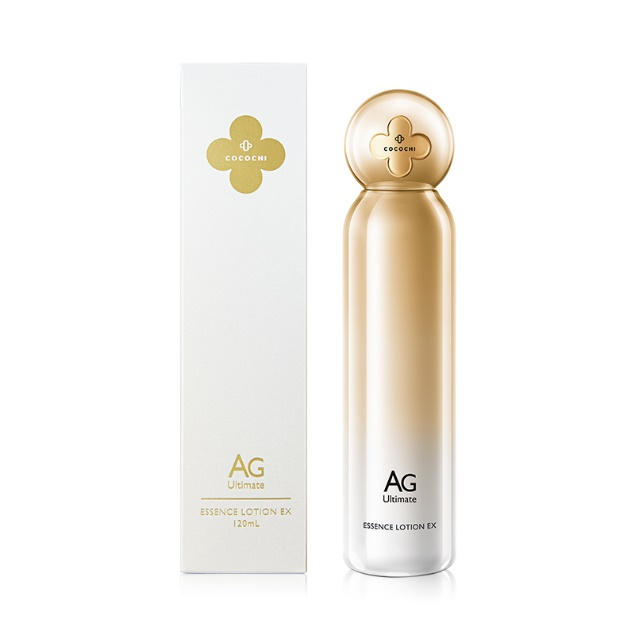 COCOCHI
AG
Ultimate
ESSENCE LOTION EX
120mL
COCOCHI
AG
Ultimate
ESSENCE LOTION EX